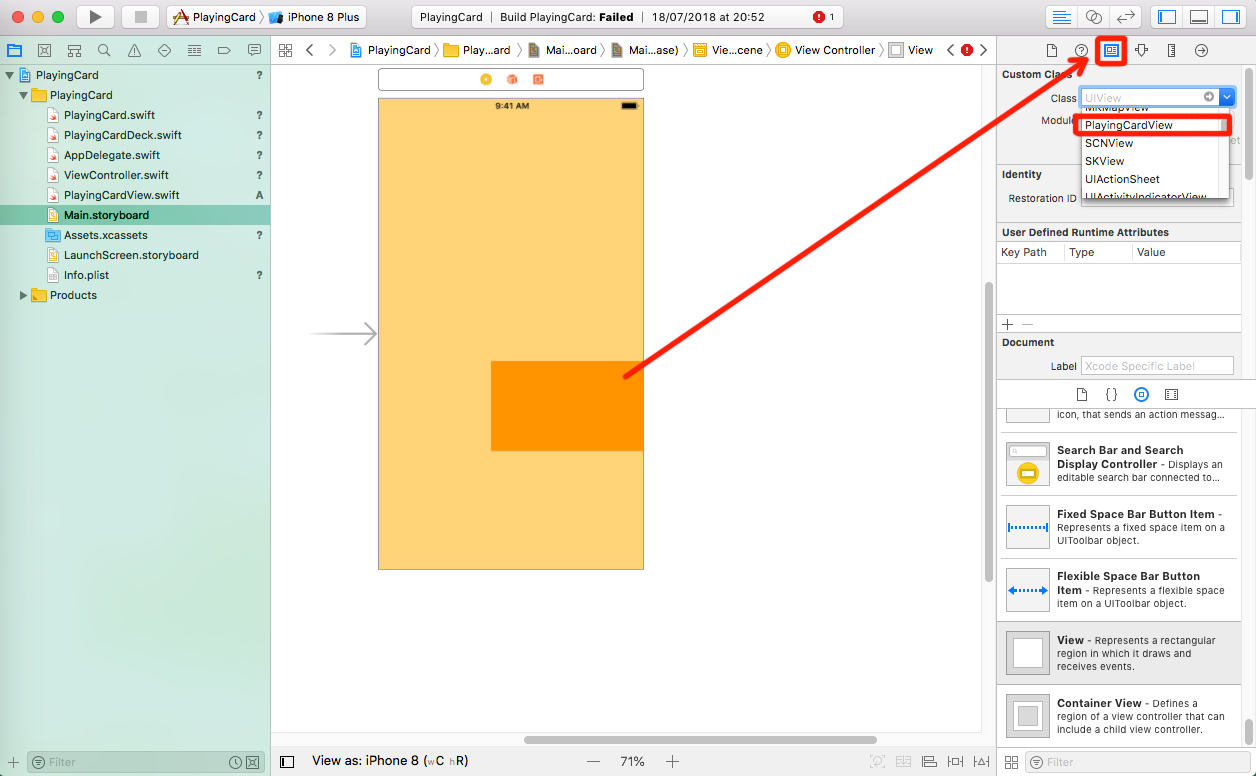 PlayingCard
iPhone 8 Plus
PlayingCard | Build PlayingCard: Failed | 18/07/2018 at 20:52
1
PlayingCard
Play...ard
Mai...oard
Mai...ase)
Vie...cene
View Controller
View
PlayingCard ?
PlayingCard
PlayingCard.swift ?
PlayingCardDeck.swift ?
AppDelegate.swift ?
ViewController.swift ?
PlayingCardView.swift A
Main.storyboard
Assets.xcassets ?
LaunchScreen.storyboard
Info.plist ?
Products
Filter
9:41 AM
View as: iPhone 8 (wC hR)
71%
Custom Class
Class UIView
MKMapView
Module
PlayingCardView
SCNView
SKView
UIActionSheet
UIActivityIndicatorView
Identity
Restoration ID
User Defined Runtime Attributes
Key Path Type Value
Document
Label Xcode Specific Label
icon, that sends an action messag...
Search Bar and Search
Display Controller - Displays an
editable search bar connected to...
Fixed Space Bar Button Item -
Represents a fixed space item on a
UIToolbar object.
Flexible Space Bar Button
Item - Represents a flexible space
item on a UIToolbar object.
View - Represents a rectangular
region in which it draws and
receives events.
Container View - Defines a
region of a view controller that can
include a child view controller.
Filter